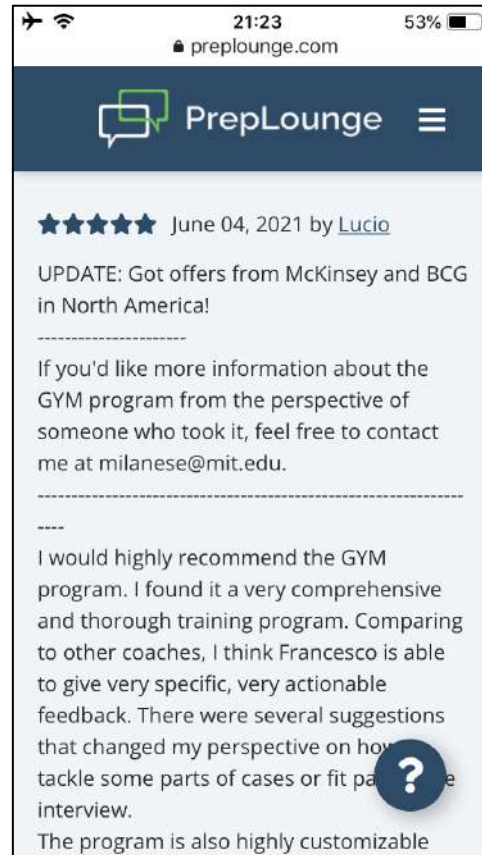 21:23
53%
preplounge.com
PrepLounge
June 04, 2021 by Lucio
UPDATE: Got offers from McKinsey and BCG
in North America!
----------------------
If you'd like more information about the
GYM program from the perspective of
someone who took it, feel free to contact
me at milanese@mit.edu.
---------------------------------------------------------------
----
I would highly recommend the GYM
program. I found it a very comprehensive
and thorough training program. Comparing
to other coaches, I think Francesco is able
to give very specific, very actionable
feedback. There were several suggestions
that changed my perspective on how
tackle some parts of cases or fit
interview.
?
The program is also highly customizable